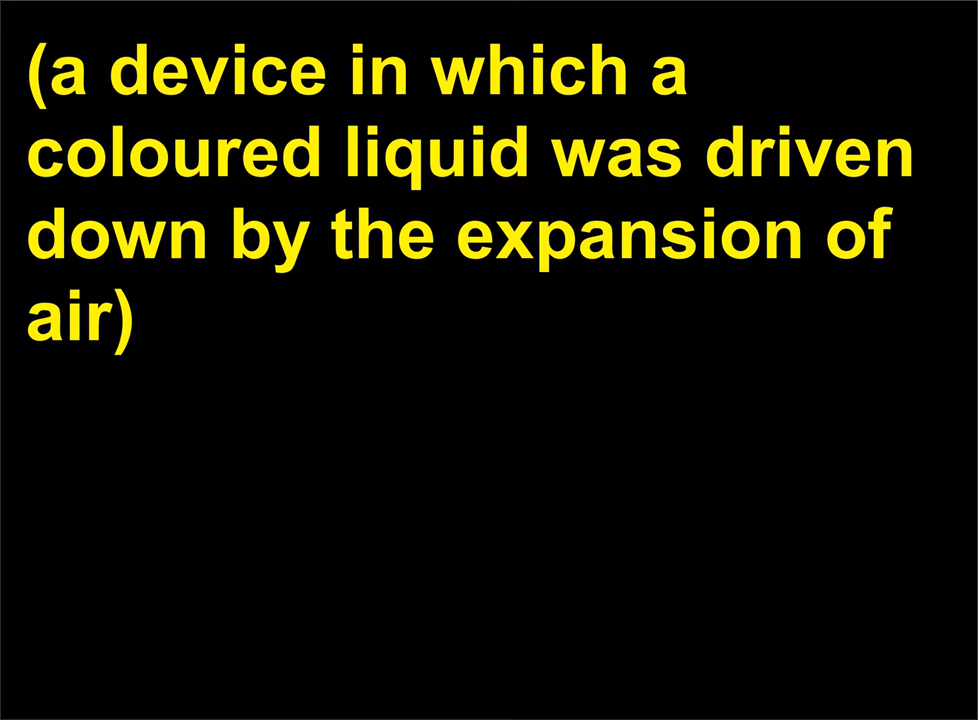 (a device in which a
coloured liquid was driven
down by the expansion of
air)